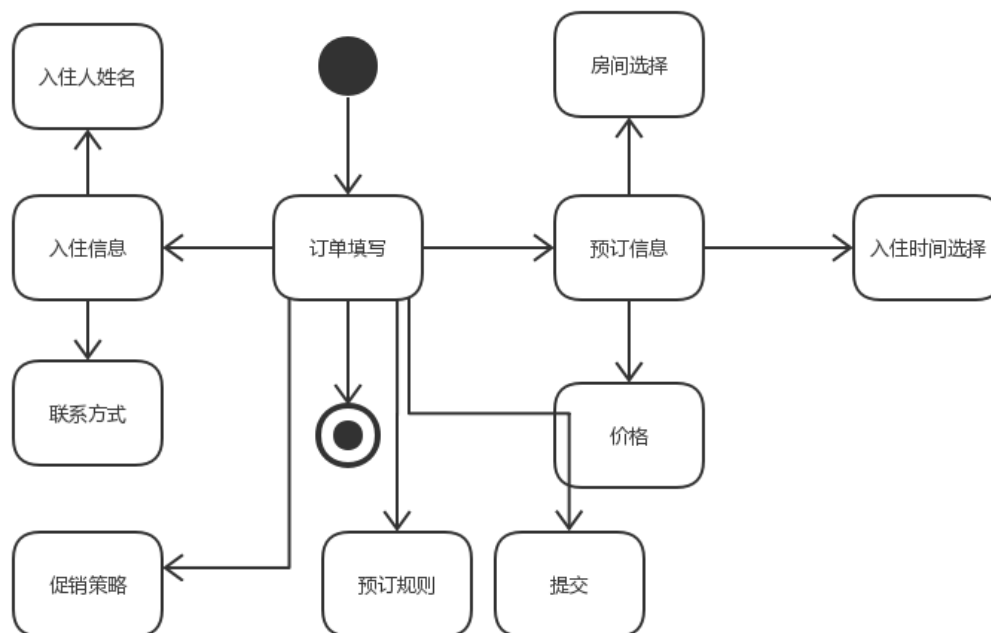 入住人姓名
房间选择
入住信息
订单填写
预订信息
入住时间选择
联系方式
价格
促销策略
预订规则
提交